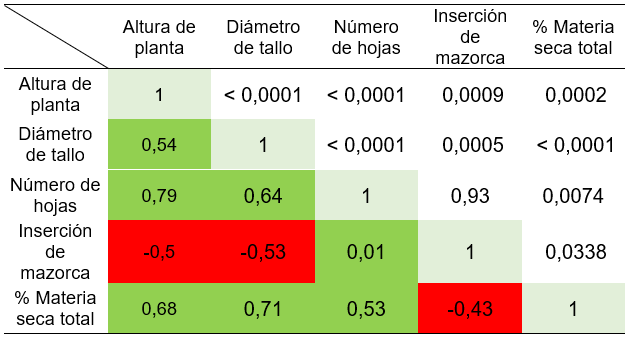 Altura de planta Diámetro de tallo Número de hojas Inserción de mazorca % Materia seca total
Altura de planta 1 < 0,0001 < 0,0001 0,0009 0,0002
Diámetro de tallo 0,54 1 < 0,0001 0,0005 < 0,0001
Número de hojas 0,79 0,64 1 0,93 0,0074
Inserción de mazorca -0,5 -0,53 0,01 1 0,0338
% Materia seca total 0,68 0,71 0,53 -0,43 1